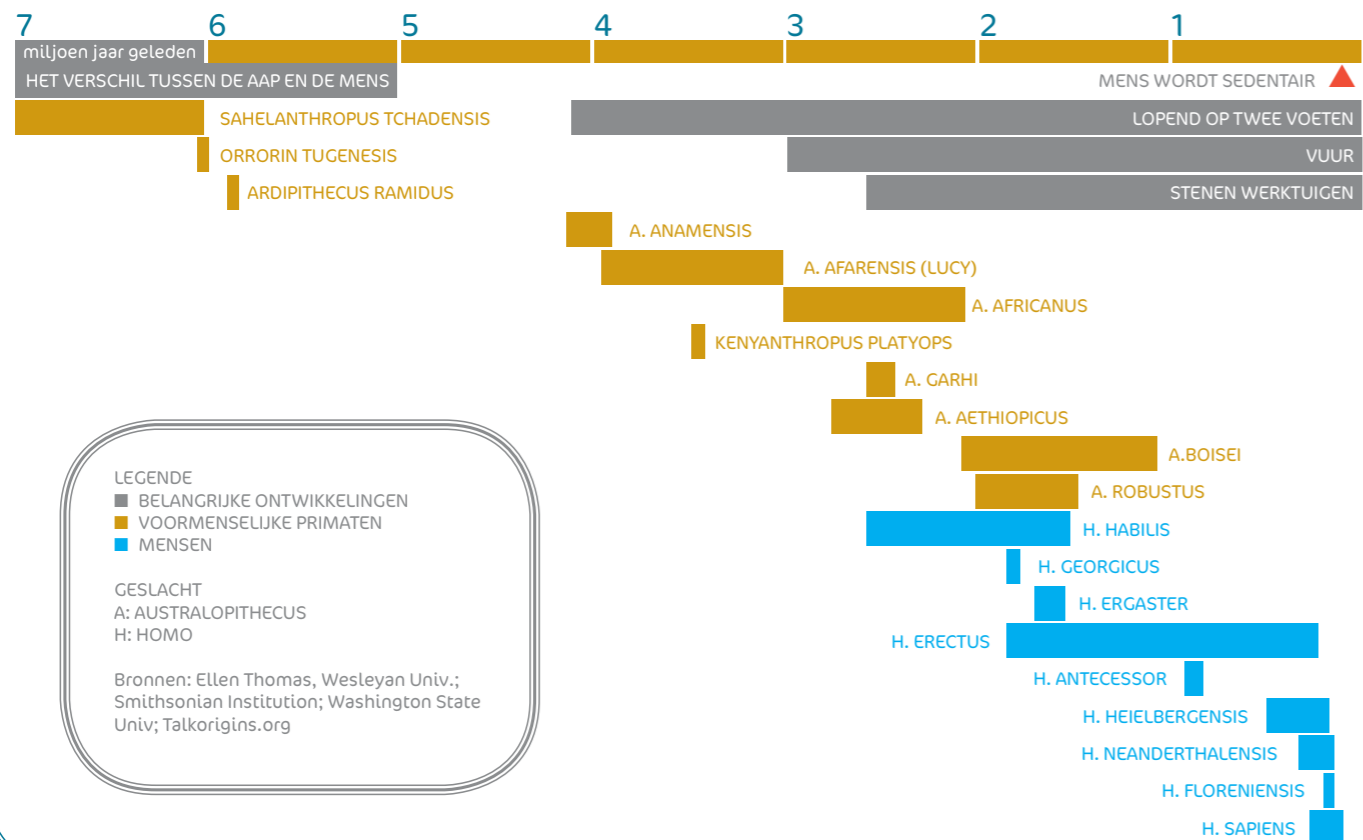 7 6 5 4 3 2 1
miljoen jaar geleden
HET VERSCHIL TUSSEN DE AAP EN DE MENS
MENS WORDT SEDENTAIR
SAHELANTHROPUS TCHADENSIS
LOPEND OP TWEE VOETEN
ORRORIN TUGENESIS
VUUR
ARDIPITHECUS RAMIDUS
STENEN WERKTUIGEN
A. ANAMENSIS
A. AFARENSIS (LUCY)
A. AFRICANUS
KENYANTHROPUS PLATYOPS
A. GARHI
A. AETHIOPICUS
A.BOISEI
A. ROBUSTUS
H. HABILIS
H. GEORGICUS
H. ERGASTER
H. ERECTUS
H. ANTECESSOR
H. HEIELBERGENSIS
H. NEANDERTHALENSIS
H. FLORENIENSIS
H. SAPIENS
LEGENDE
BELANGRIJKE ONTWIKKELINGEN
VOORMENSELIJKE PRIMATEN
MENSEN
GESLACHT
A: AUSTRALOPITHECUS
H: HOMO
Bronnen: Ellen Thomas, Wesleyan Univ.;
Smithsonian Institution; Washington State
Univ; Talkorigins.org